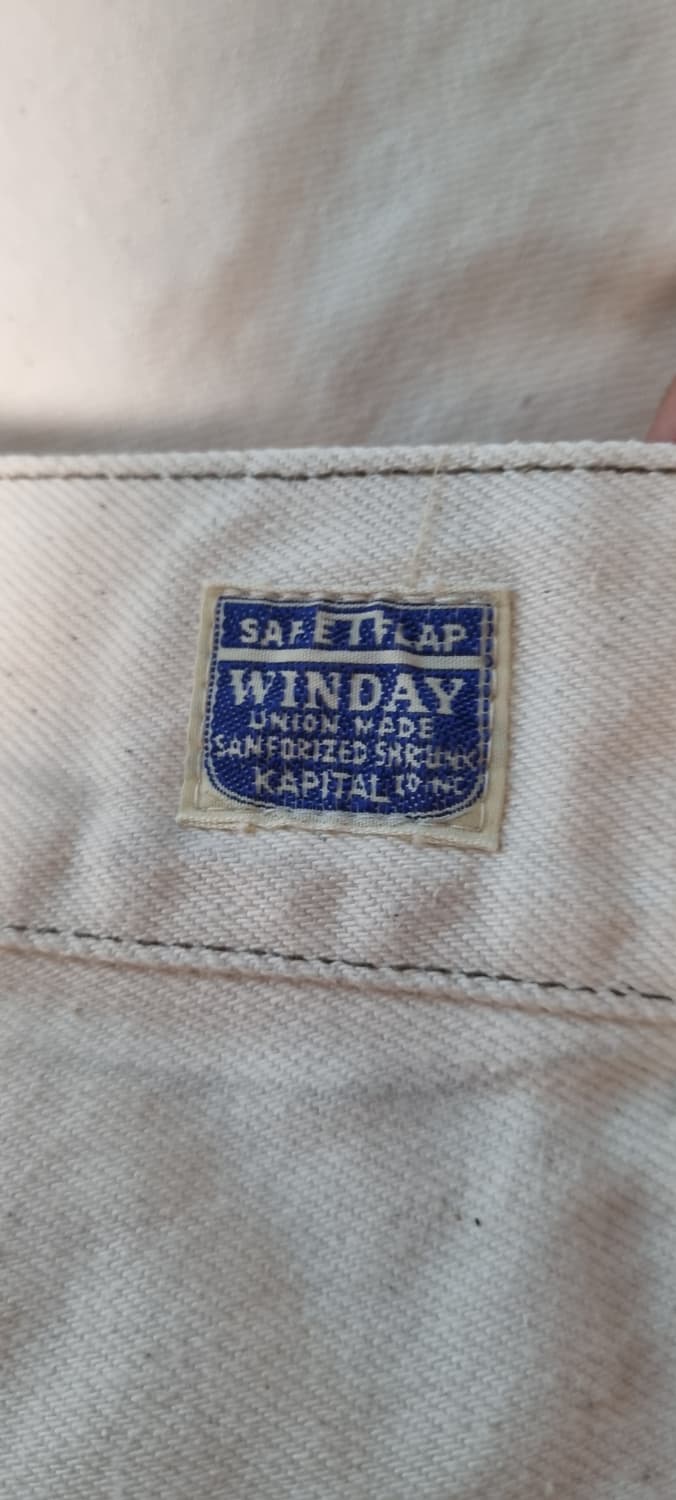 SAFETFLAP
WINDAY
UNION MADE
SANFORIZED SHRUNK
KAPITAL CO INC